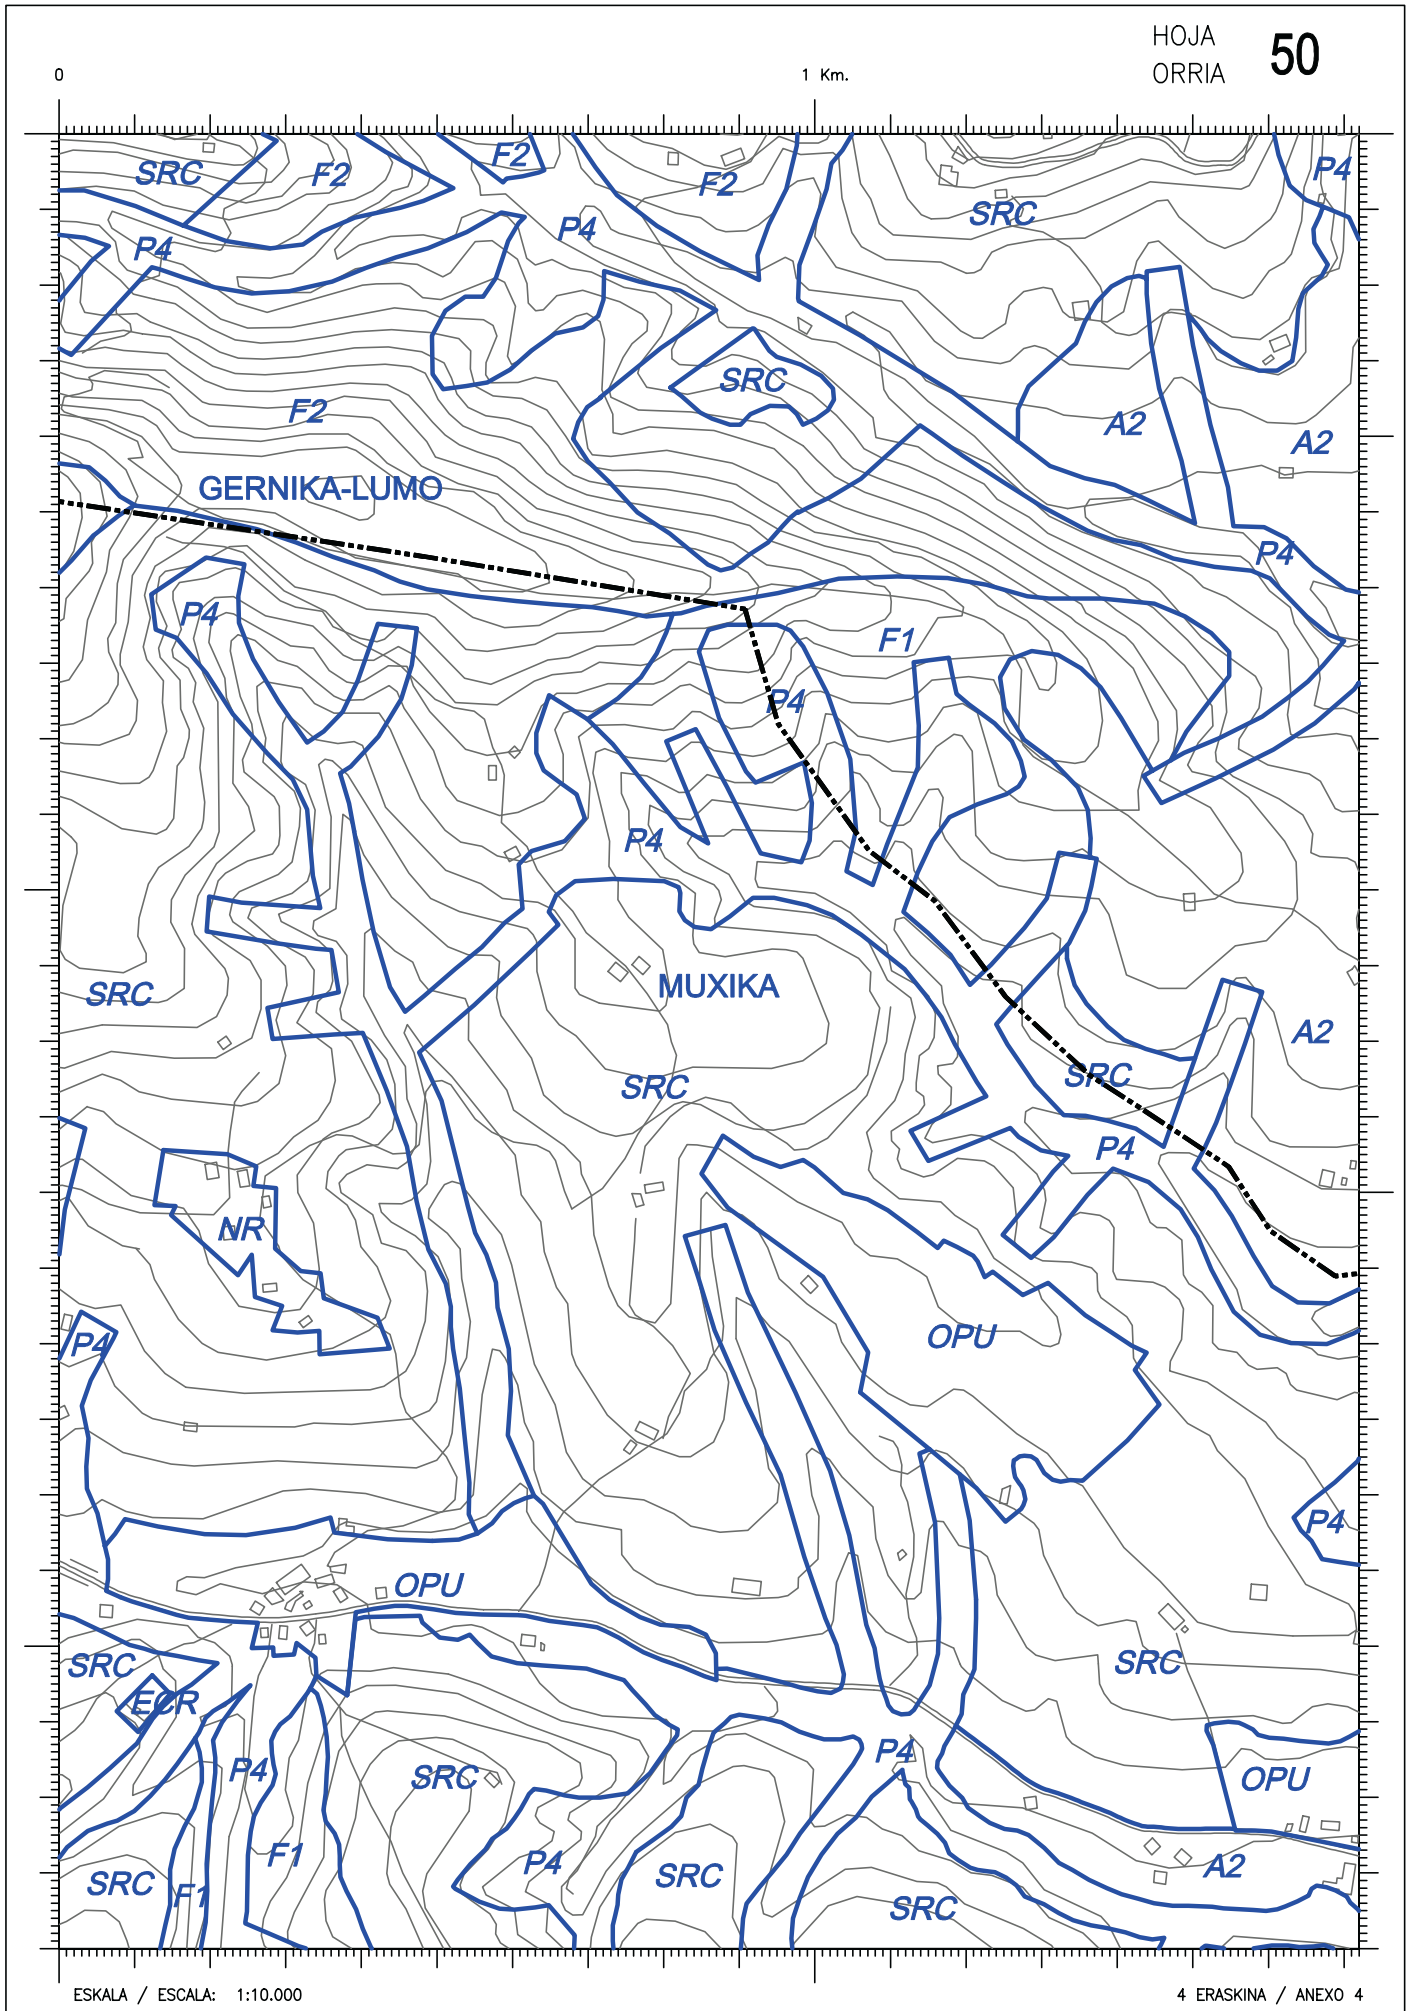 HOJA
ORRIA
50
0
1 Km.
SRC
F2
F2
F2
P4
SRC
P4
P4
SRC
F2
A2
A2
GERNIKA-LUMO
P4
P4
F1
P4
P4
SRC
MUXIKA
A2
SRC
SRC
P4
NR
OPU
P4
P4
OPU
SRC
SRC
ECR
P4
P4
SRC
OPU
F1
P4
SRC
A2
SRC
F1
SRC
ESKALA / ESCALA: 1:10.000
4 ERASKINA / ANEXO 4